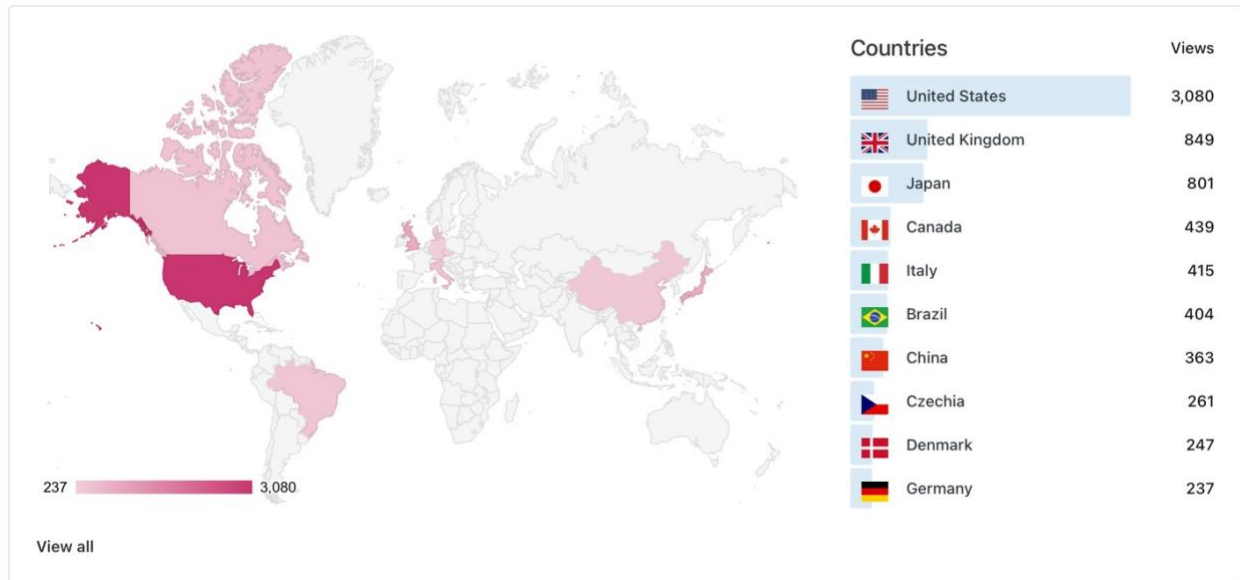 Countries Views
United States 3,080
United Kingdom 849
Japan 801
Canada 439
Italy 415
Brazil 404
China 363
Czechia 261
Denmark 247
Germany 237
237 3,080
View all